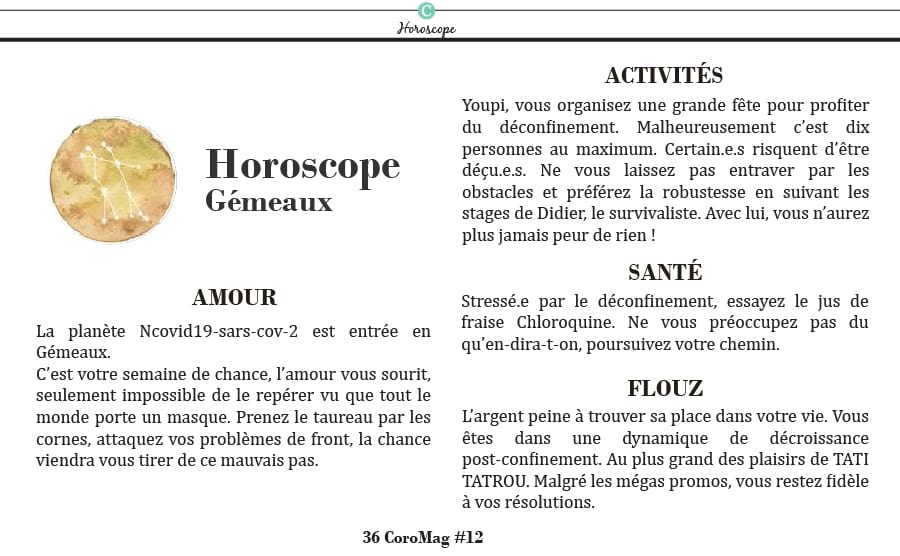 C
Horoscope
Horoscope
Gémeaux
AMOUR
La planète Ncovid19-sars-cov-2 est entrée en
Gémeaux.
C’est votre semaine de chance, l’amour vous sourit,
seulement impossible de le repérer vu que tout le
monde porte un masque. Prenez le taureau par les
cornes, attaquez vos problèmes de front, la chance
viendra vous tirer de ce mauvais pas.
ACTIVITÉS
Youpi, vous organisez une grande fête pour profiter
du déconfinement. Malheureusement c’est dix
personnes au maximum. Certain.e.s risquent d’être
déçu.e.s. Ne vous laissez pas entraver par les
obstacles et préférez la robustesse en suivant les
stages de Didier, le survivaliste. Avec lui, vous n’aurez
plus jamais peur de rien !
SANTÉ
Stressé.e par le déconfinement, essayez le jus de
fraise Chloroquine. Ne vous préoccupez pas du
qu’en-dira-t-on, poursuivez votre chemin.
FLOUZ
L’argent peine à trouver sa place dans votre vie. Vous
êtes dans une dynamique de décroissance
post-confinement. Au plus grand des plaisirs de TATI
TATROU. Malgré les mégas promos, vous restez fidèle
à vos résolutions.
36 CoroMag #12